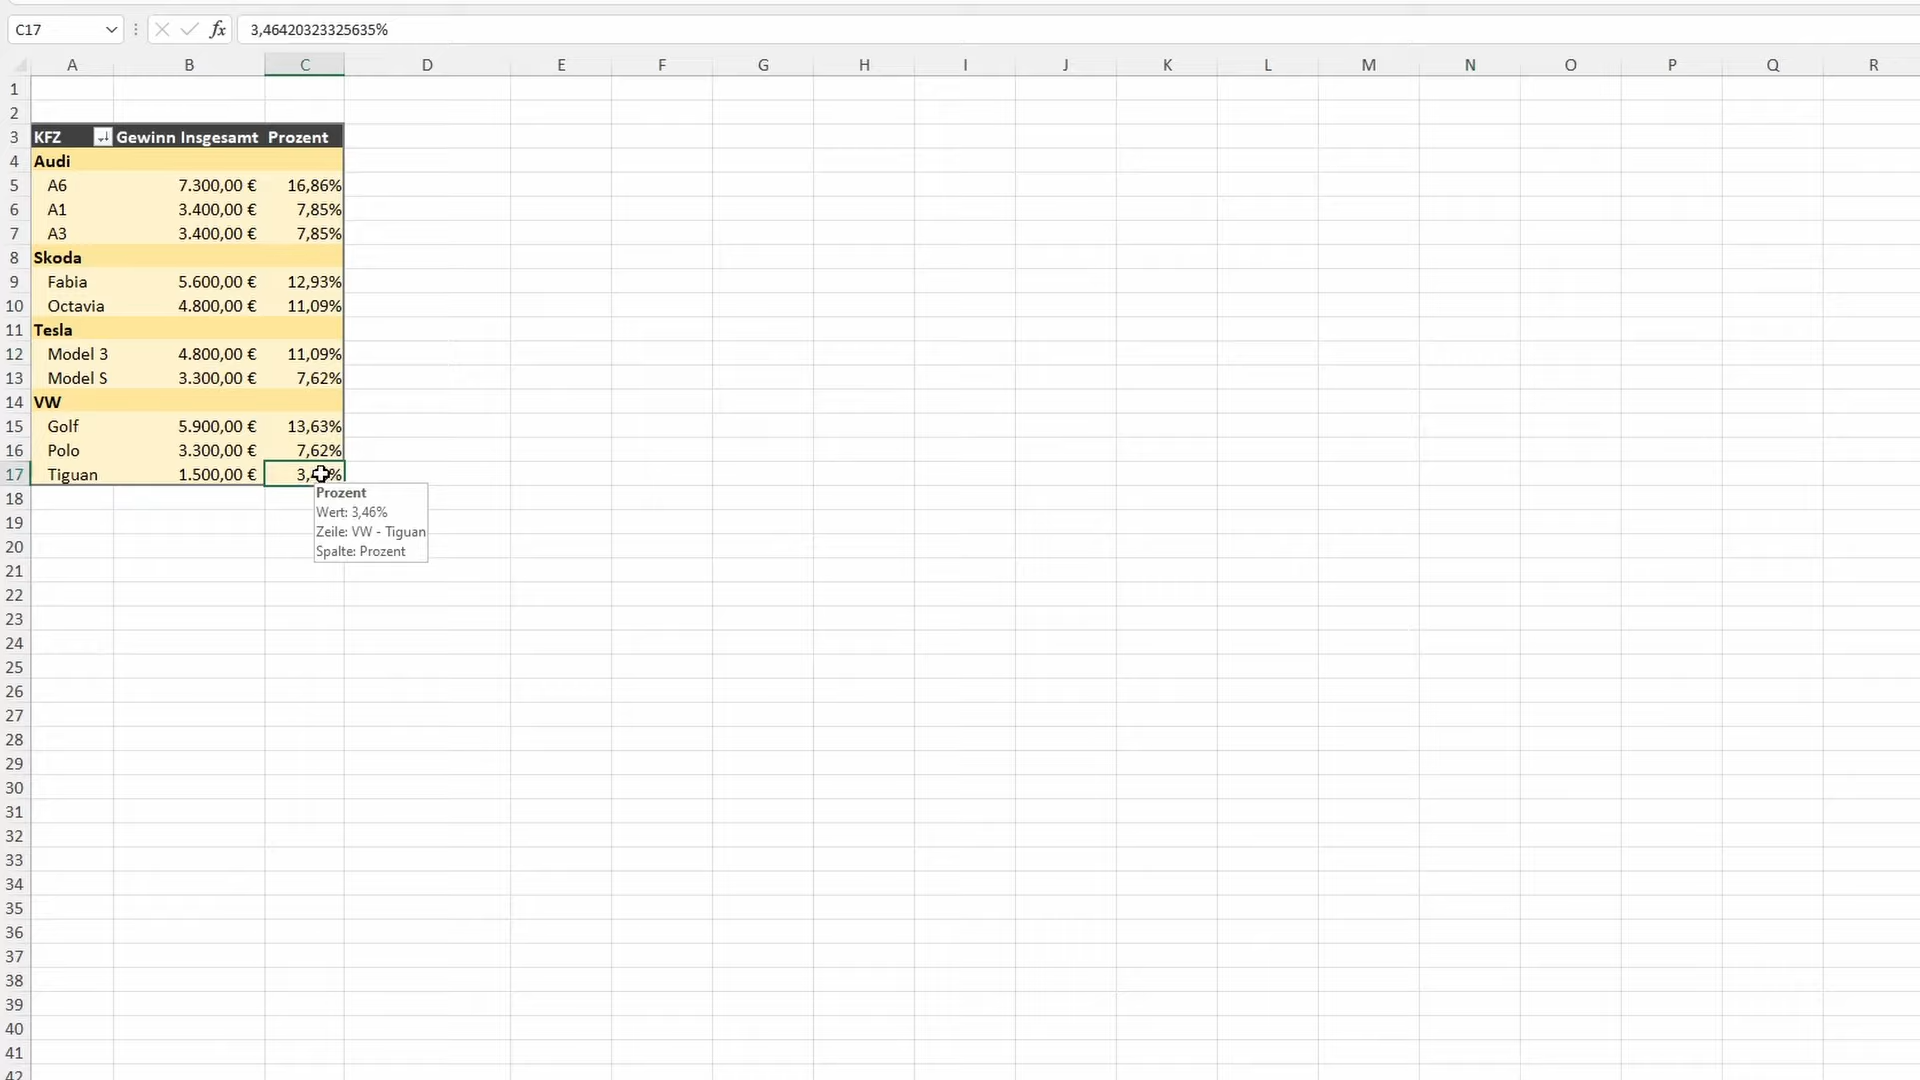 C17 fx 3,46420323325635%
A B C D E F G H I J K L M N O P Q R
1
2
3 KFZ Gewinn Insgesamt Prozent
4 Audi
5 A6 7.300,00 € 16,86%
6 A1 3.400,00 € 7,85%
7 A3 3.400,00 € 7,85%
8 Skoda
9 Fabia 5.600,00 € 12,93%
10 Octavia 4.800,00 € 11,09%
11 Tesla
12 Model 3 4.800,00 € 11,09%
13 Model S 3.300,00 € 7,62%
14 VW
15 Golf 5.900,00 € 13,63%
16 Polo 3.300,00 € 7,62%
17 Tiguan 1.500,00 €
Prozent
Wert: 3,46%
Zeile: VW - Tiguan
Spalte: Prozent
18
19
20
21
22
23
24
25
26
27
28
29
30
31
32
33
34
35
36
37
38
39
40
41
42